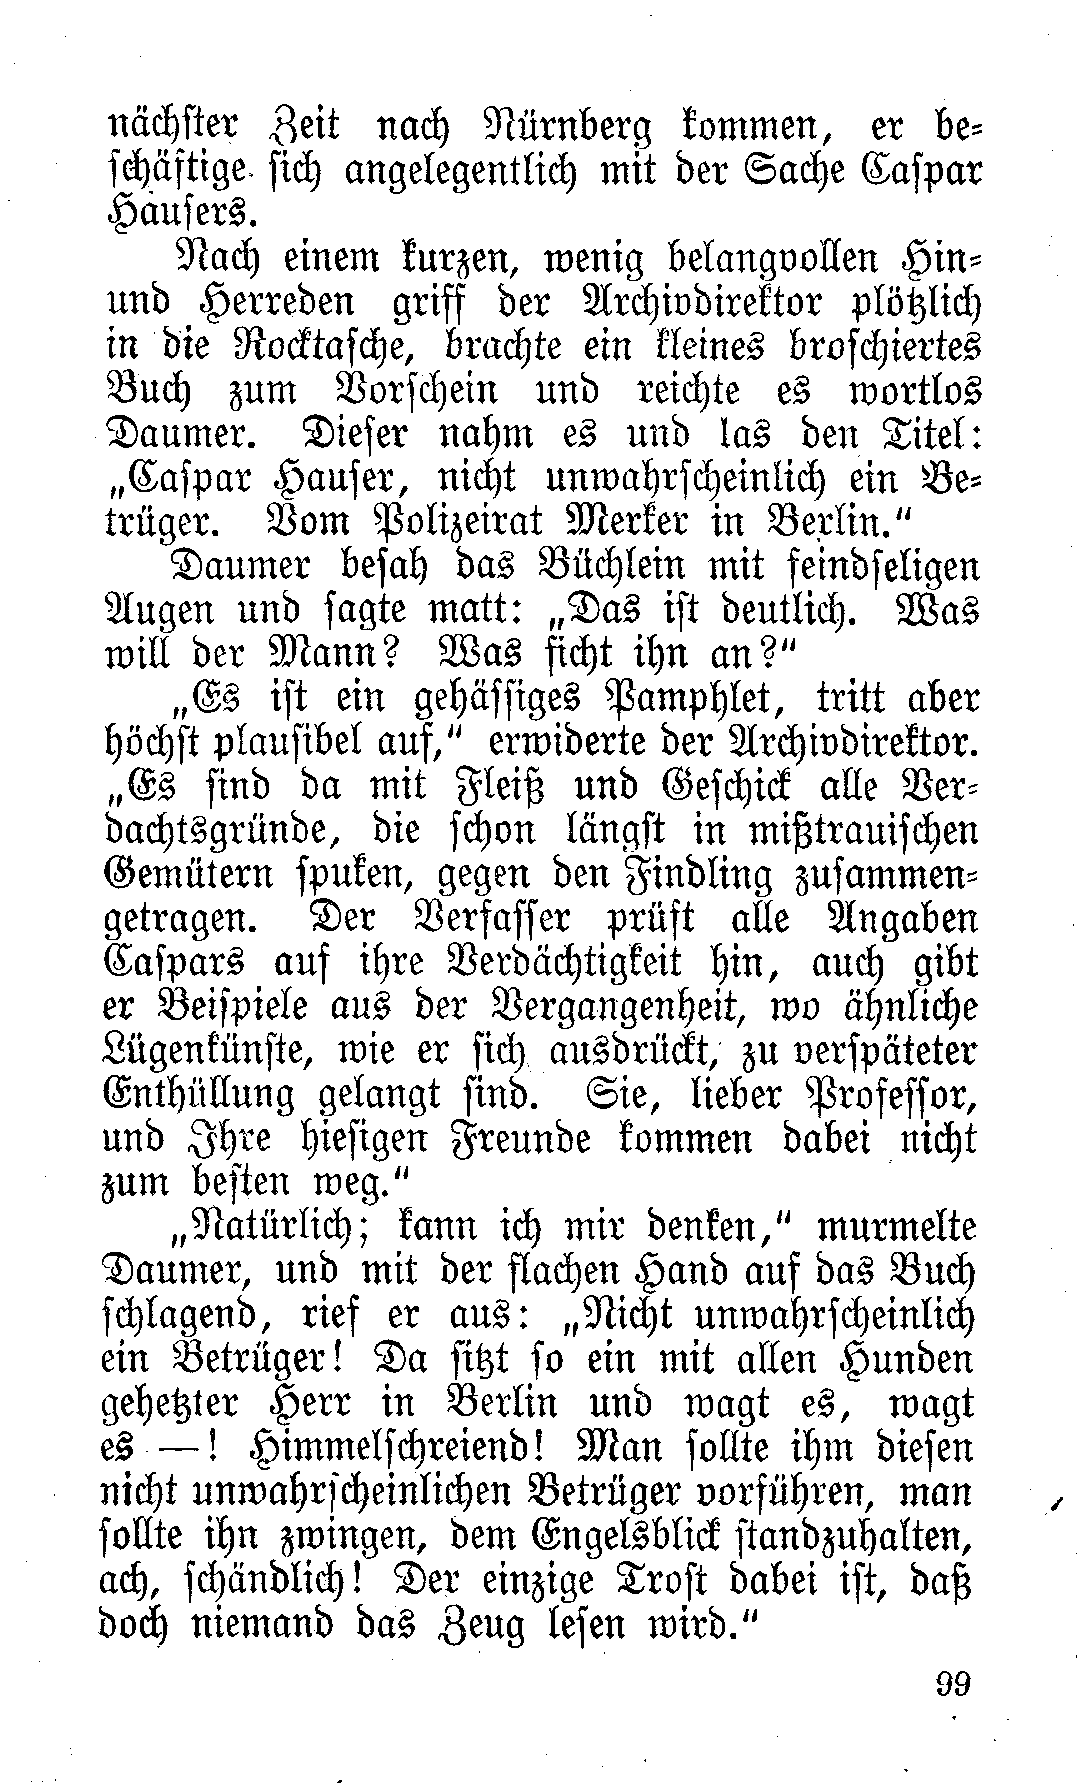 nächster Zeit nach Nürnberg kommen, er be-
schäftige sich angelegentlich mit der Sache Caspar
Hausers.
Nach einem kurzen, wenig belangvollen Hin-
und Herreden griff der Archivdirektor plötzlich
in die Rocktasche, brachte ein kleines broschiertes
Buch zum Vorschein und reichte es wortlos
Daumer. Dieser nahm es und las den Titel:
„Caspar Hauser, nicht unwahrscheinlich ein Be-
trüger. Vom Polizeirat Merker in Berlin.“
Daumer besah das Büchlein mit feindseligen
Augen und sagte matt: „Das ist deutlich. Was
will der Mann? Was ficht ihn an?“
„Es ist ein gehässiges Pamphlet, tritt aber
höchst plausibel auf,“ erwiderte der Archivdirektor.
„Es sind da mit Fleiß und Geschick alle Ver-
dachtsgründe, die schon längst in mißtrauischen
Gemütern spuken, gegen den Findling zusammen-
getragen. Der Verfasser prüft alle Angaben
Caspars auf ihre Verdächtigkeit hin, auch gibt
er Beispiele aus der Vergangenheit, wo ähnliche
Lügenkünste, wie er sich ausdrückt, zu verspäteter
Enthüllung gelangt sind. Sie, lieber Professor,
und Ihre hiesigen Freunde kommen dabei nicht
zum besten weg.“
„Natürlich; kann ich mir denken,“ murmelte
Daumer, und mit der flachen Hand auf das Buch
schlagend, rief er aus: „Nicht unwahrscheinlich
ein Betrüger! Da sitzt so ein mit allen Hunden
gehetzter Herr in Berlin und wagt es, wagt
es —! Himmelschreiend! Man sollte ihm diesen
nicht unwahrscheinlichen Betrüger vorführen, man
sollte ihn zwingen, dem Engelsblick standzuhalten,
ach, schändlich! Der einzige Trost dabei ist, daß
doch niemand das Zeug lesen wird.“
99